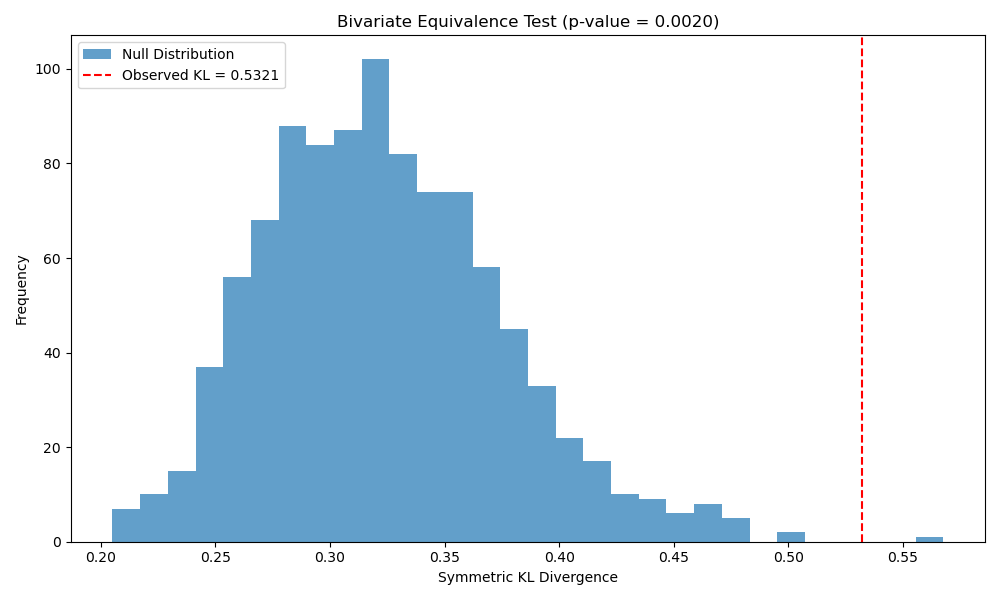 Bivariate Equivalence Test (p-value = 0.0020)
Null Distribution
Observed KL = 0.5321
Frequency
100
80
60
40
20
0
0.20
0.25
0.30
0.35
0.40
0.45
0.50
0.55
Symmetric KL Divergence